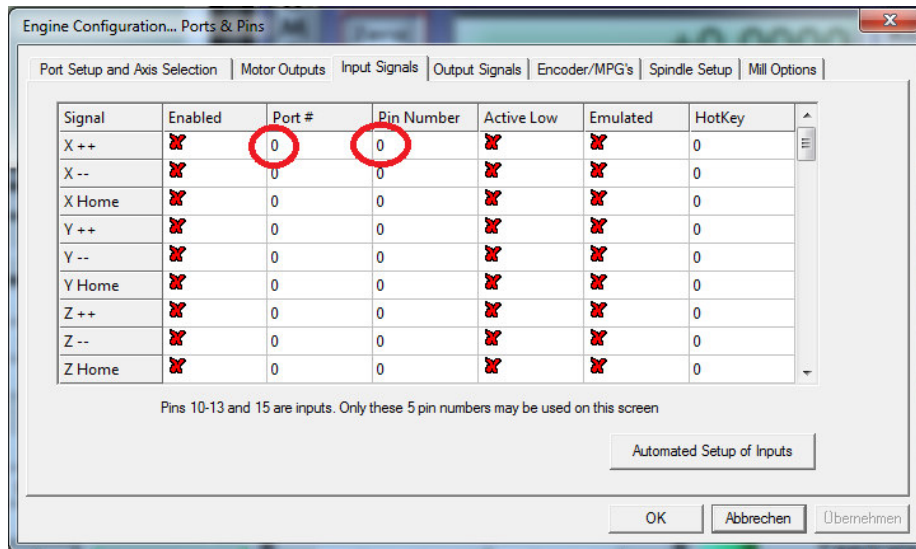 Engine Configuration... Ports & Pins
Port Setup and Axis Selection Motor Outputs Input Signals Output Signals Encoder/MPG's Spindle Setup Mill Options
Signal Enabled Port # Pin Number Active Low Emulated HotKey
X ++ 0 0 0
X -- 0 0 0
X Home 0 0 0
Y ++ 0 0 0
Y -- 0 0 0
Y Home 0 0 0
Z ++ 0 0 0
Z -- 0 0 0
Z Home 0 0 0
Pins 10-13 and 15 are inputs. Only these 5 pin numbers may be used on this screen
Automated Setup of Inputs
OK Abbrechen Übernehmen